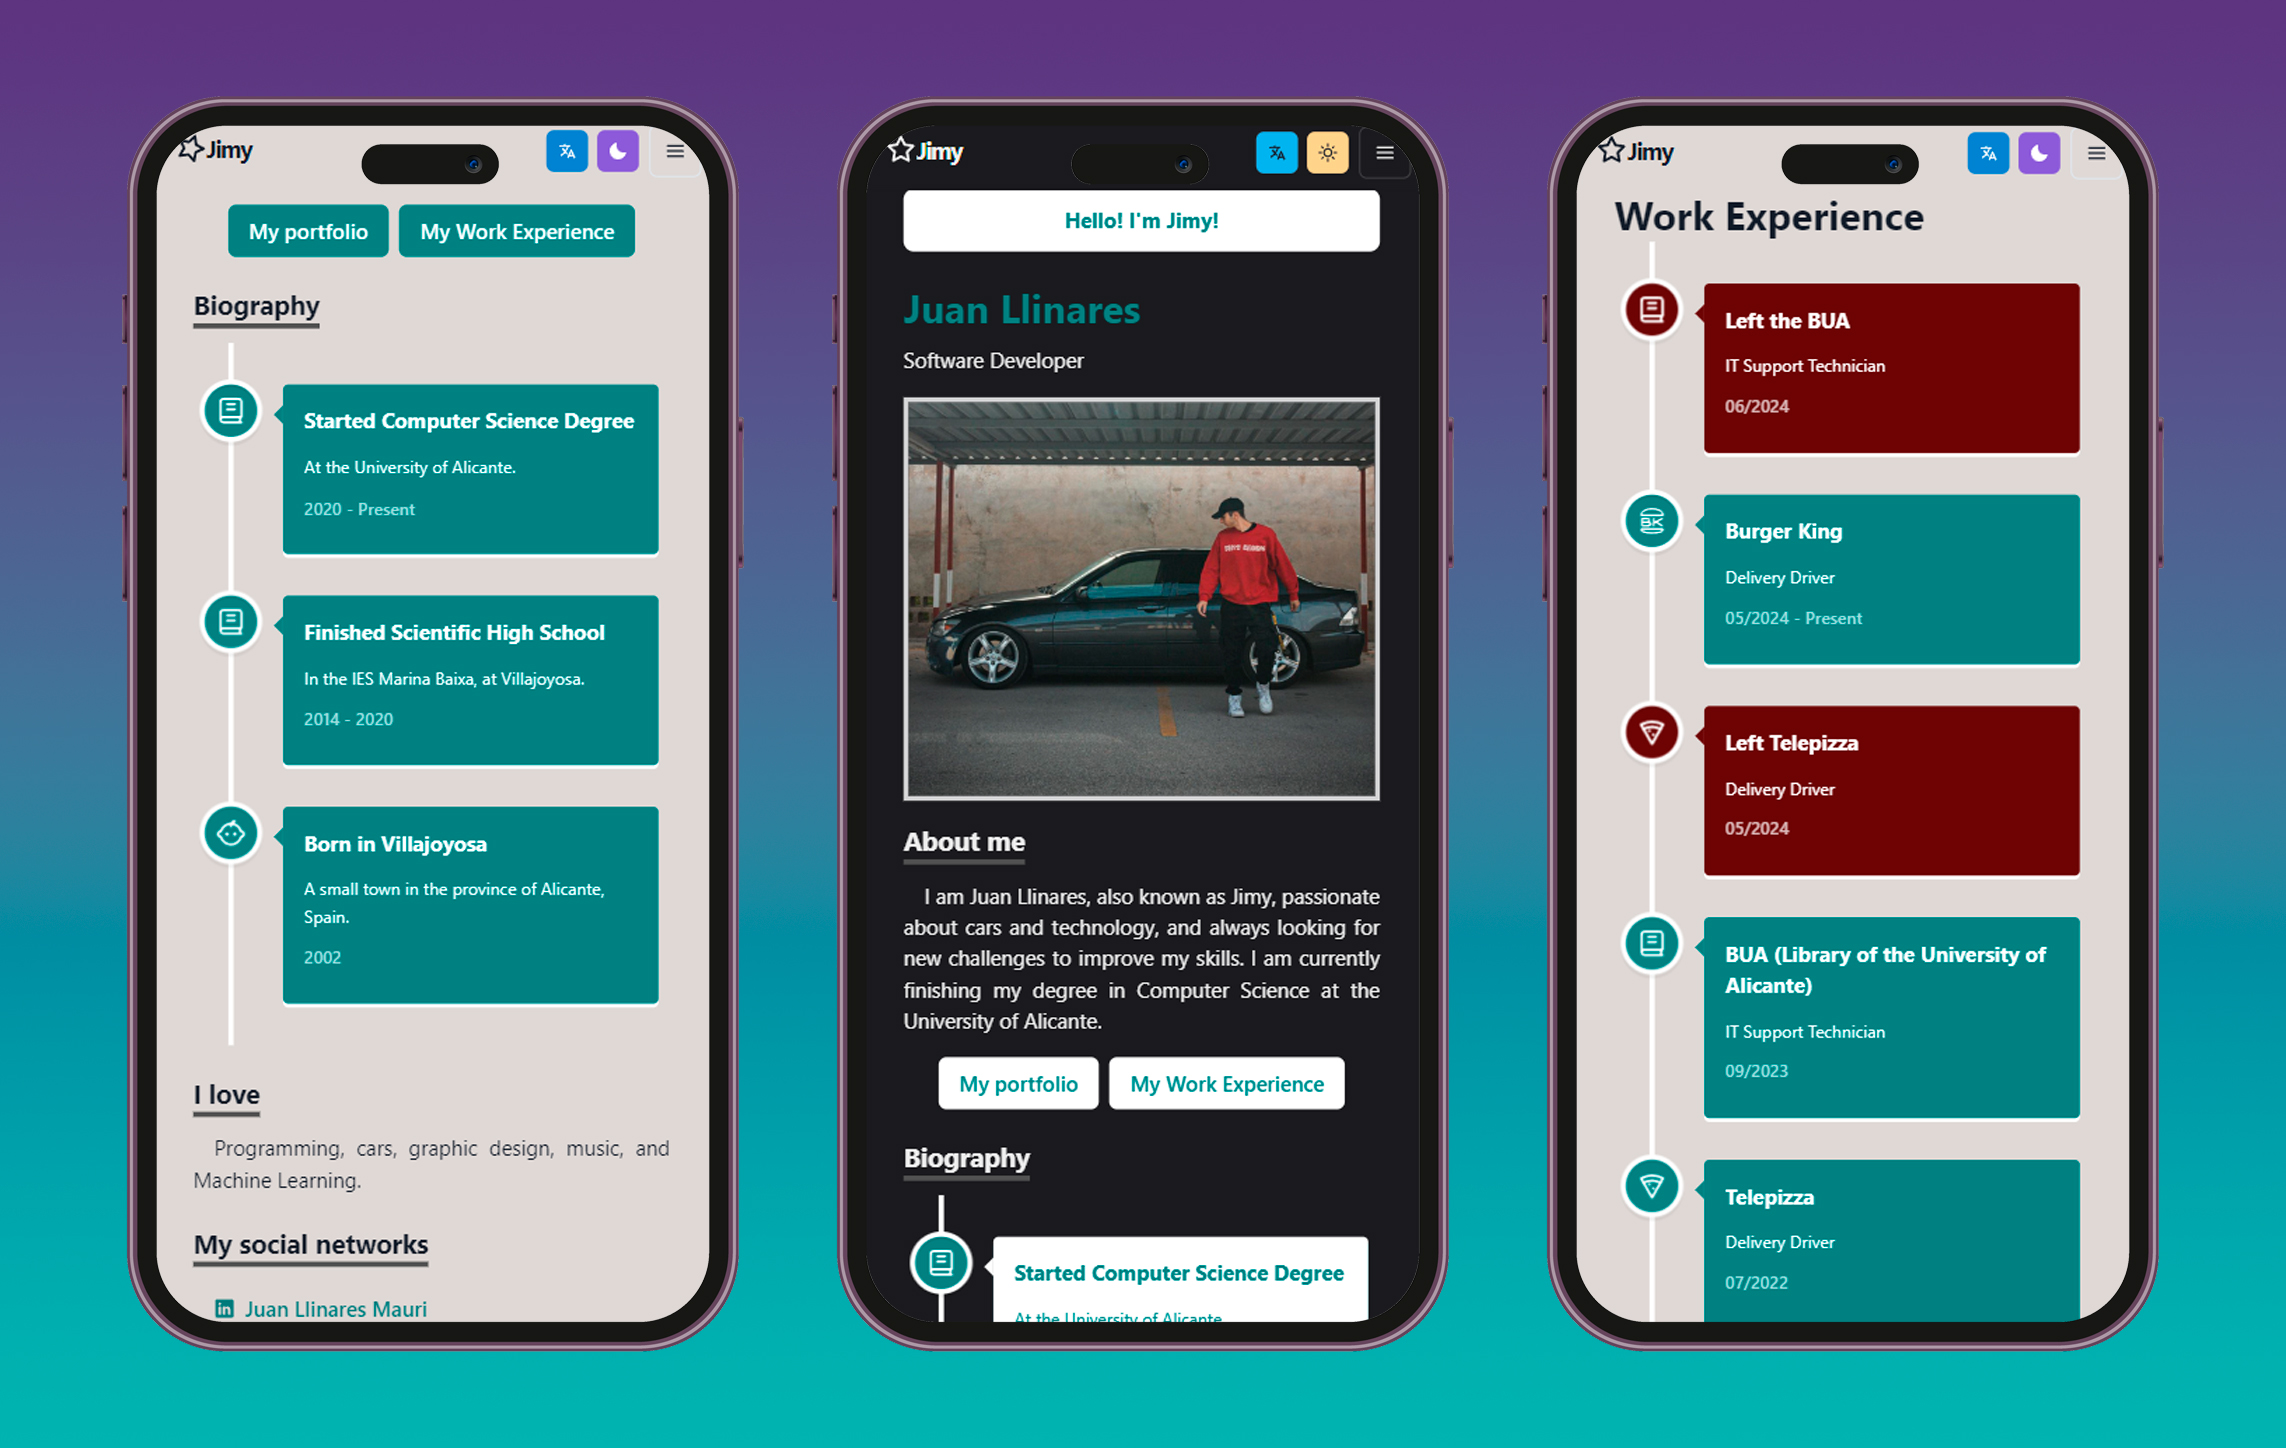 Jimy
My portfolio
My Work Experience
Biography
Started Computer Science Degree
At the University of Alicante.
2020 - Present
Finished Scientific High School
In the IES Marina Baixa, at Villajoyosa.
2014 - 2020
Born in Villajoyosa
A small town in the province of Alicante,
Spain.
2002
I love
Programming, cars, graphic design, music, and
Machine Learning.
My social networks
Juan Llinares Mauri
Jimy
Hello! I'm Jimy!
Juan Llinares
Software Developer
About me
I am Juan Llinares, also known as Jimy, passionate
about cars and technology, and always looking for
new challenges to improve my skills. I am currently
finishing my degree in Computer Science at the
University of Alicante.
My portfolio
My Work Experience
Biography
Started Computer Science Degree
At the University of Alicante
Jimy
Work Experience
Left the BUA
IT Support Technician
06/2024
BK
Burger King
Delivery Driver
05/2024 - Present
Left Telepizza
Delivery Driver
05/2024
BUA (Library of the University of
Alicante)
IT Support Technician
09/2023
Telepizza
Delivery Driver
07/2022